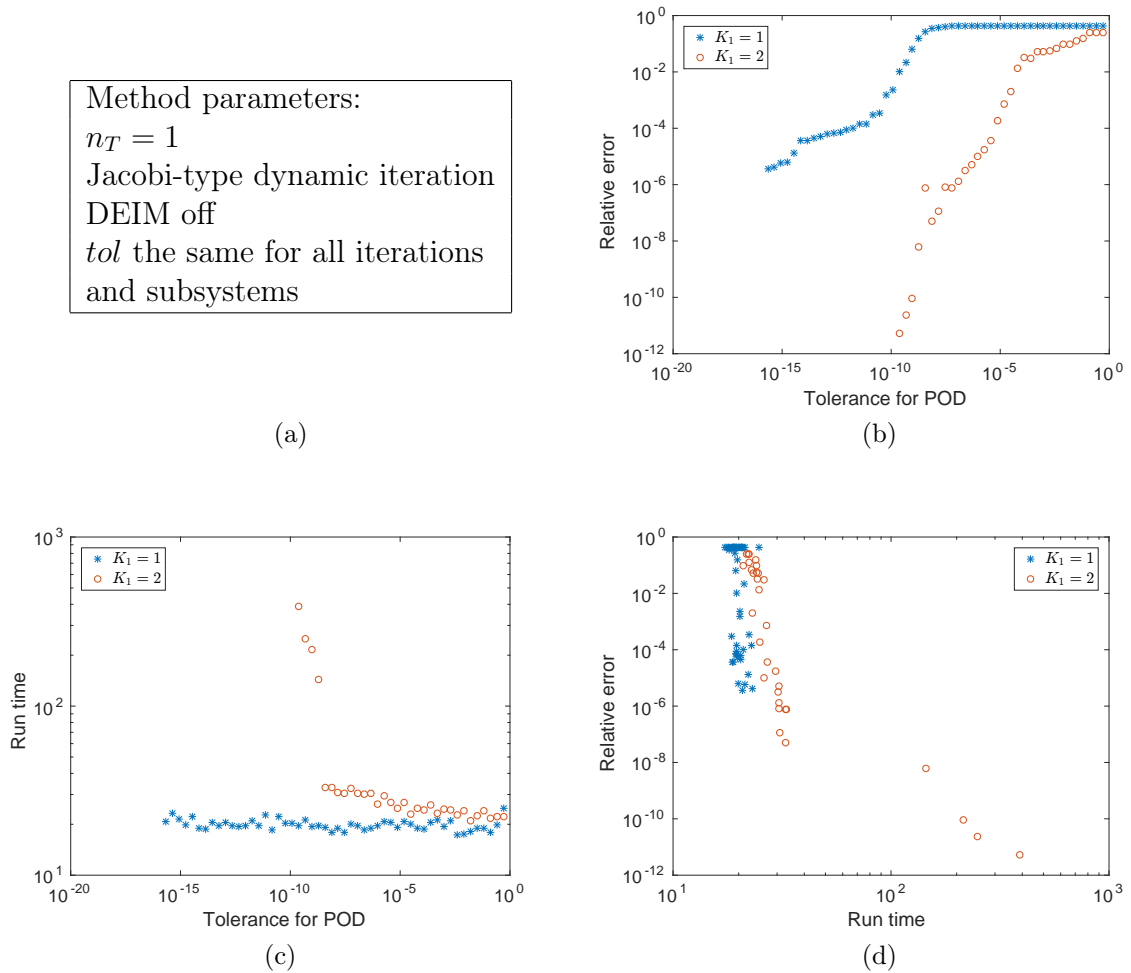 Method parameters:
n_T = 1
Jacobi-type dynamic iteration
DEIM off
tol the same for all iterations
and subsystems
(a)
10^0
10^-2
10^-4
10^-6
10^-8
10^-10
10^-12
Relative error
K_1 = 1
K_1 = 2
10^-20
10^-15
10^-10
10^-5
10^0
Tolerance for POD
(b)
10^3
10^2
10^1
Run time
K_1 = 1
K_1 = 2
10^-20
10^-15
10^-10
10^-5
10^0
Tolerance for POD
(c)
10^0
10^-2
10^-4
10^-6
10^-8
10^-10
10^-12
Relative error
K_1 = 1
K_1 = 2
10^1
10^2
10^3
Run time
(d)